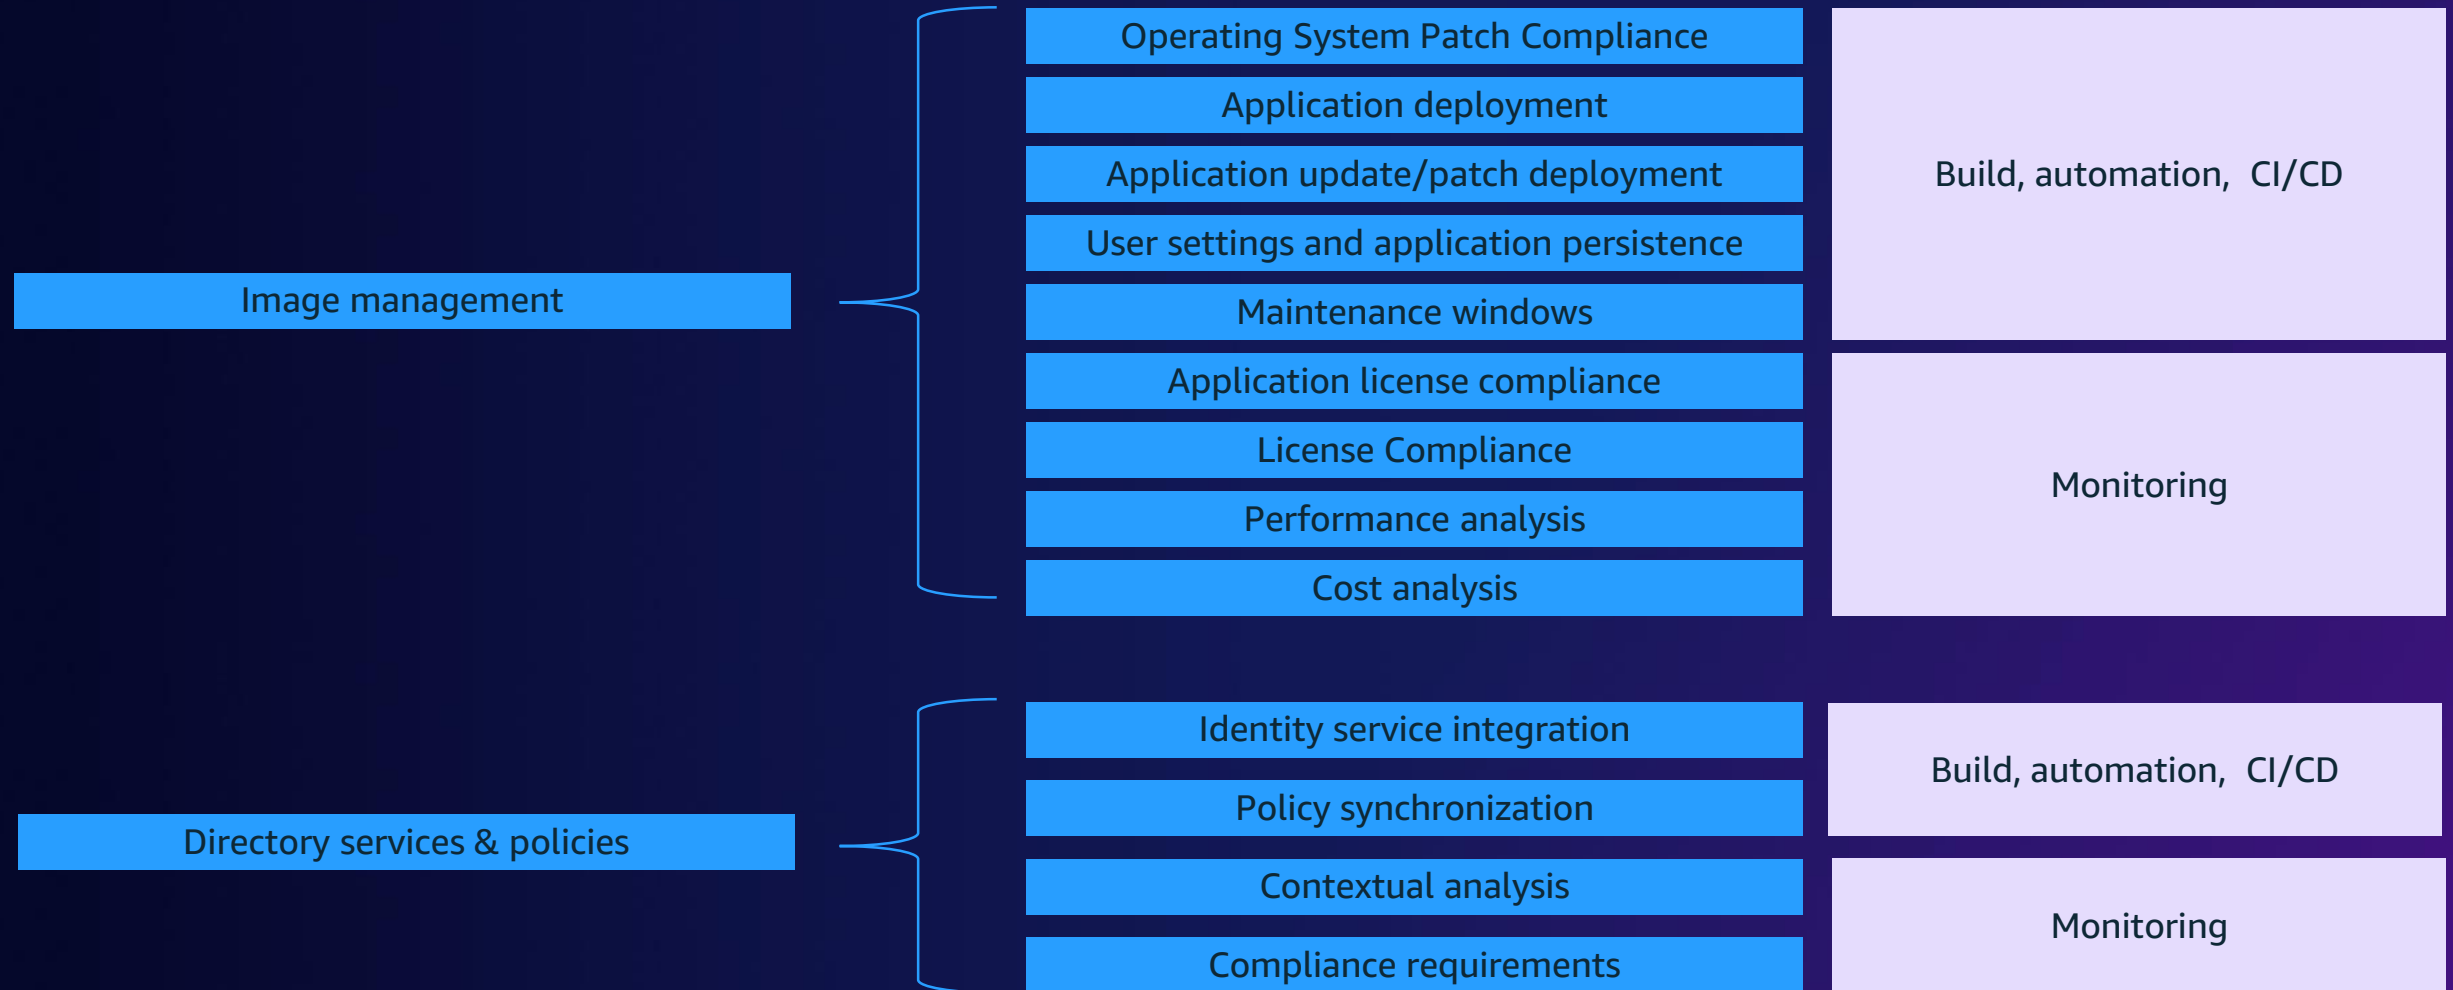 Image management
Operating System Patch Compliance
Application deployment
Application update/patch deployment
User settings and application persistence
Maintenance windows
Application license compliance
License Compliance
Performance analysis
Cost analysis
Build, automation,  CI/CD
Monitoring
Directory services & policies
Identity service integration
Policy synchronization
Contextual analysis
Compliance requirements
Build, automation,  CI/CD
Monitoring